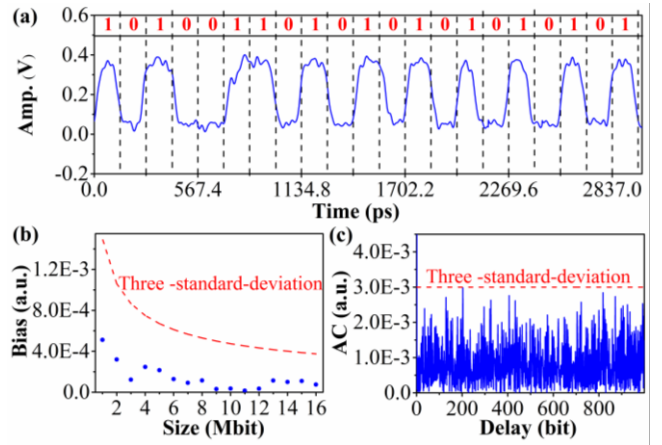 (a) 0.6 1 0 1 0 0 1 1 0 1 0 1 0 1 0 1 0 1 0 1 0 1
0.4
0.2
0.0
-0.2
Amp. (V)
0.0 567.4 1134.8 1702.2 2269.6 2837.0
Time (ps)
(b)
1.2E-3
8.0E-4
4.0E-4
0.0
Bias (a.u.)
Three -standard-deviation
2 4 6 8 10 12 14 16
Size (Mbit)
(c)
4.0E-3
3.0E-3
2.0E-3
1.0E-3
0.0
AC (a.u.)
Three -standard-deviation
0 200 400 600 800
Delay (bit)